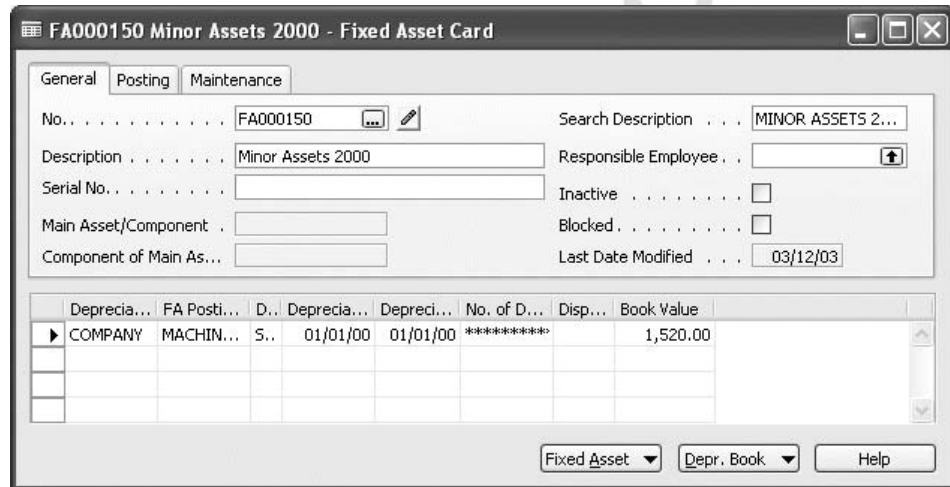 FA000150 Minor Assets 2000 - Fixed Asset Card
General Posting Maintenance
No.. . . . . . . . . . . . FA000150 ... Search Description . . . MINOR ASSETS 2...
Description . . . . . . . Minor Assets 2000 Responsible Employee . .
Serial No.. . . . . . . . . Inactive . . . . . . . .
Main Asset/Component . Blocked. . . . . . . . . .
Component of Main As... Last Date Modified . . . 03/12/03
Deprecia... FA Posti... D.. Deprecia... Depreci... No. of D... Disp... Book Value
COMPANY MACHIN... S.. 01/01/00 01/01/00 ********** 1,520.00
Fixed Asset Depr. Book Help